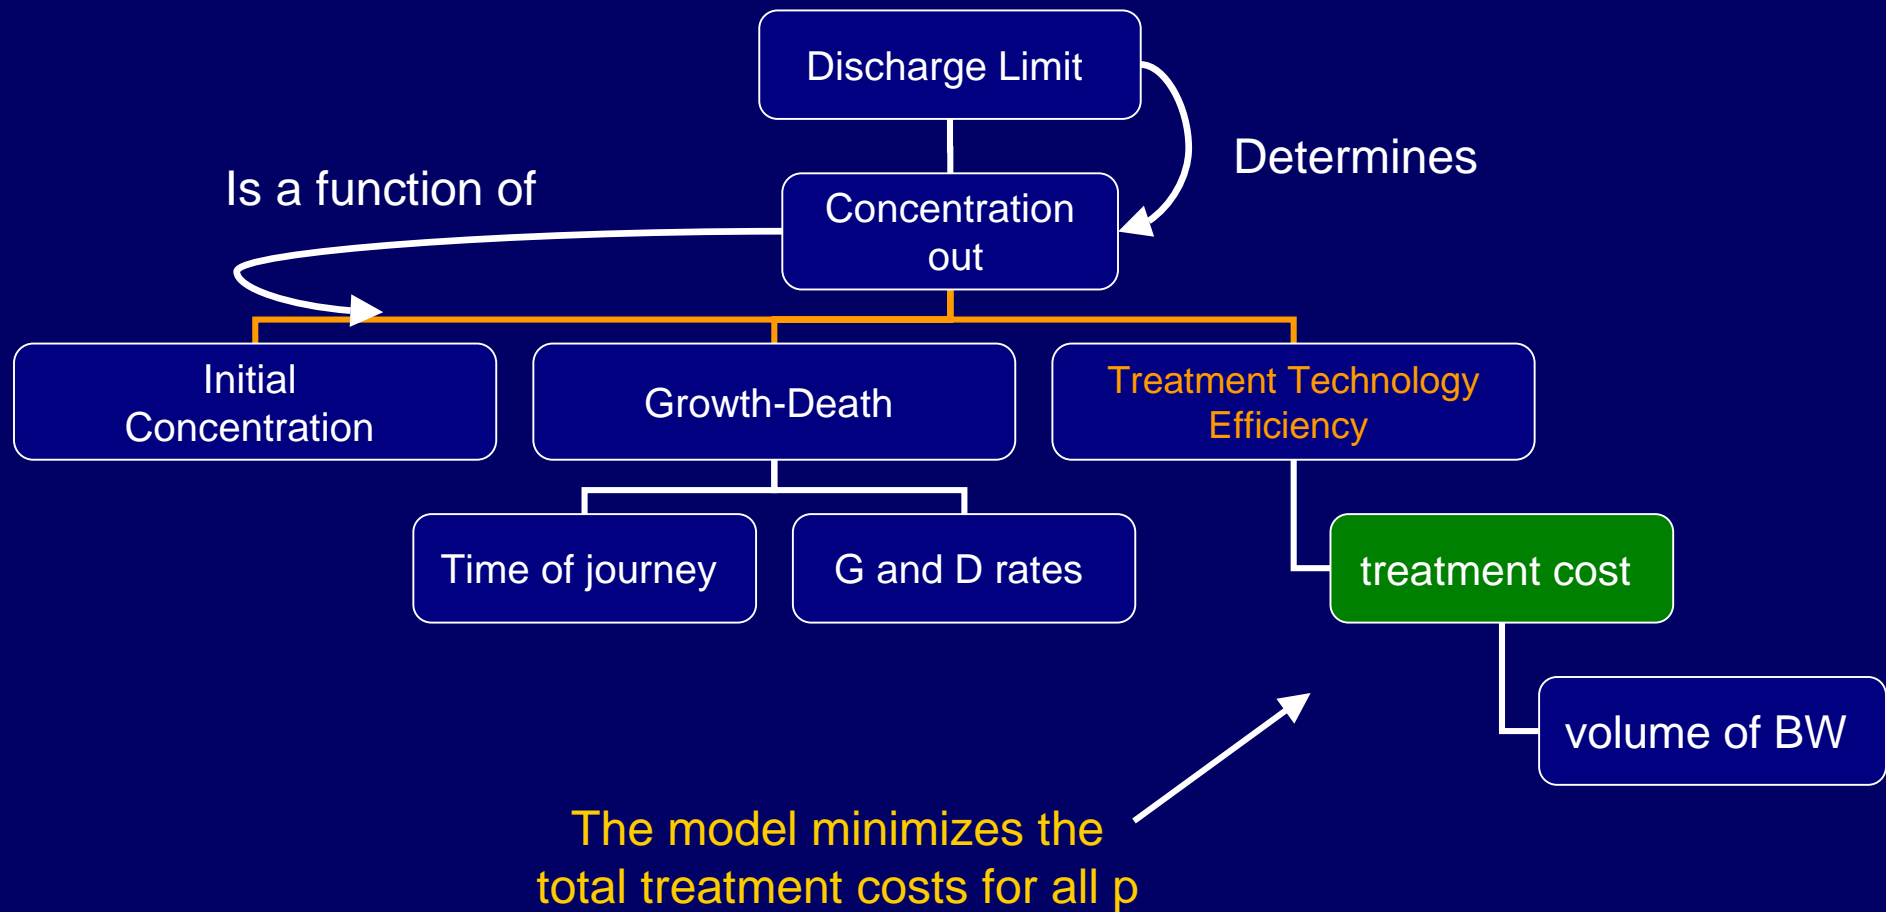 Discharge Limit
Determines
Is a function of
Concentration
out
Initial
Concentration
Growth-Death
Treatment Technology
Efficiency
Time of journey
G and D rates
treatment cost
volume of BW
The model minimizes the
total treatment costs for all p